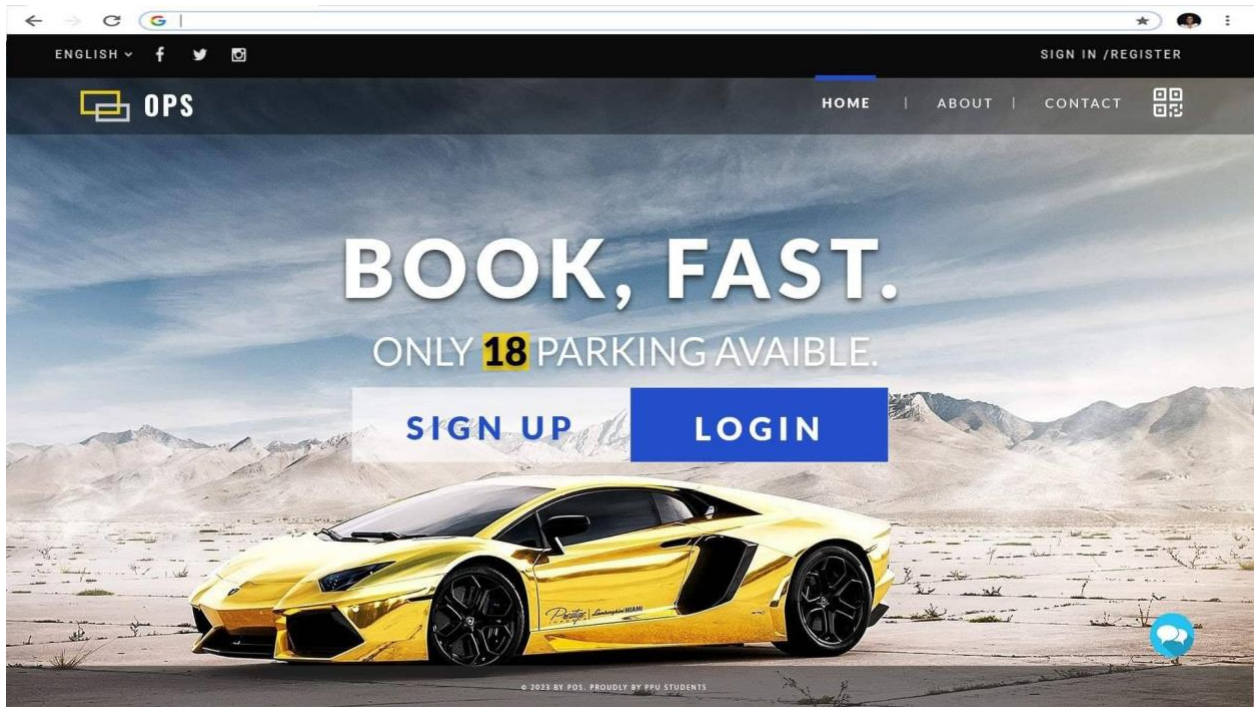 ENGLISH
SIGN IN /REGISTER
OPS
HOME | ABOUT | CONTACT
BOOK, FAST.
ONLY 18 PARKING AVAIBLE.
SIGN UP LOGIN
© 2023 BY POS. PROUDLY BY PPU STUDENTS